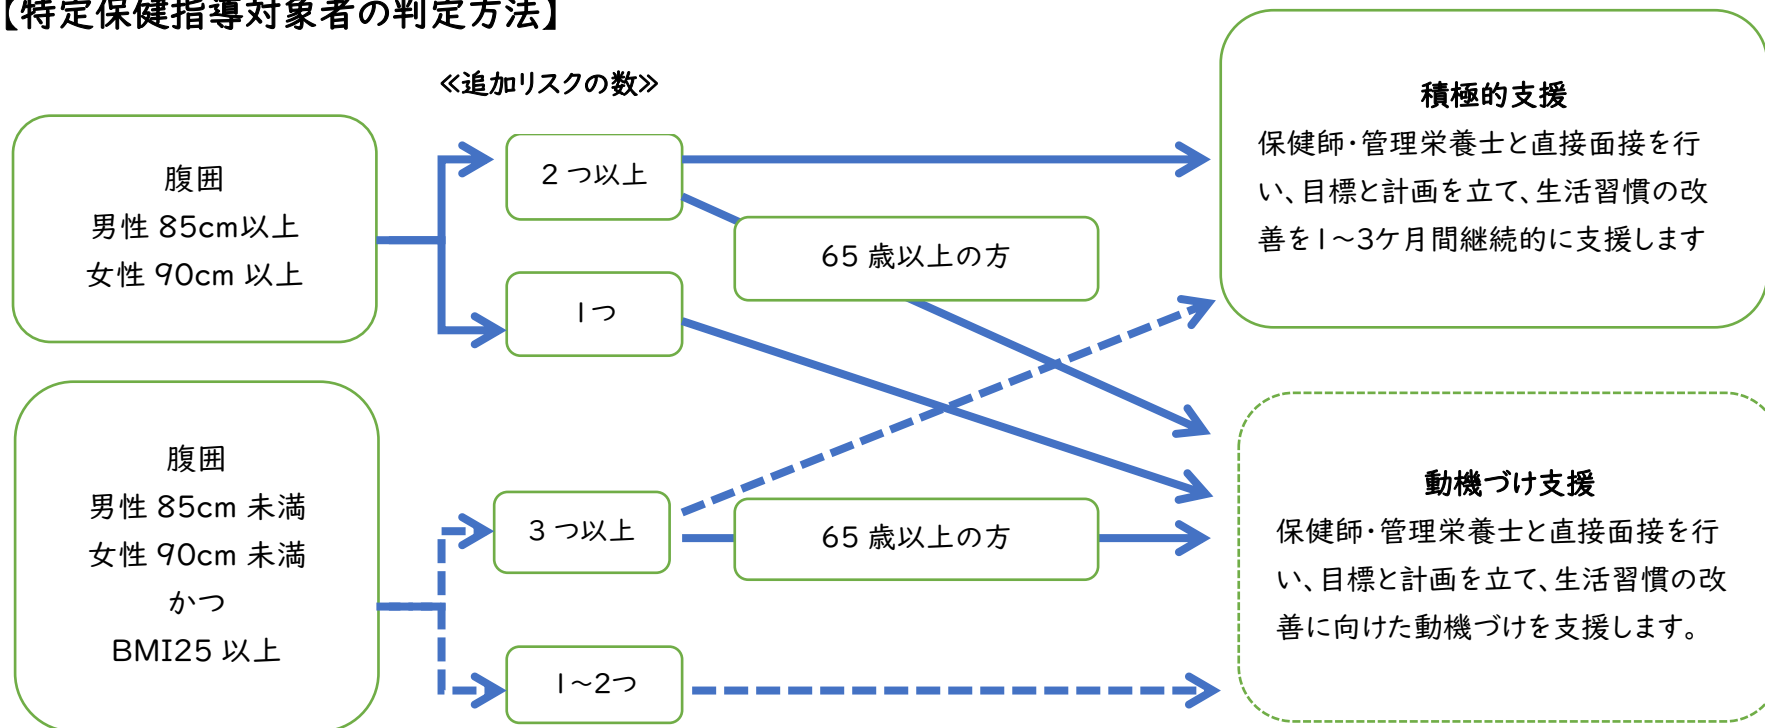 【特定保健指導対象者の判定方法】
≪追加リスクの数≫
腹囲
男性 85cm以上
女性 90cm 以上
2 つ以上
1つ
65 歳以上の方
積極的支援
保健師・管理栄養士と直接面接を行
い、目標と計画を立て、生活習慣の改
善を1~3ケ月間継続的に支援します
腹囲
男性 85cm 未満
女性 90cm 未満
かつ
BMI25 以上
3 つ以上
65 歳以上の方
1~2つ
動機づけ支援
保健師・管理栄養士と直接面接を行
い、目標と計画を立て、生活習慣の改
善に向けた動機づけを支援します。